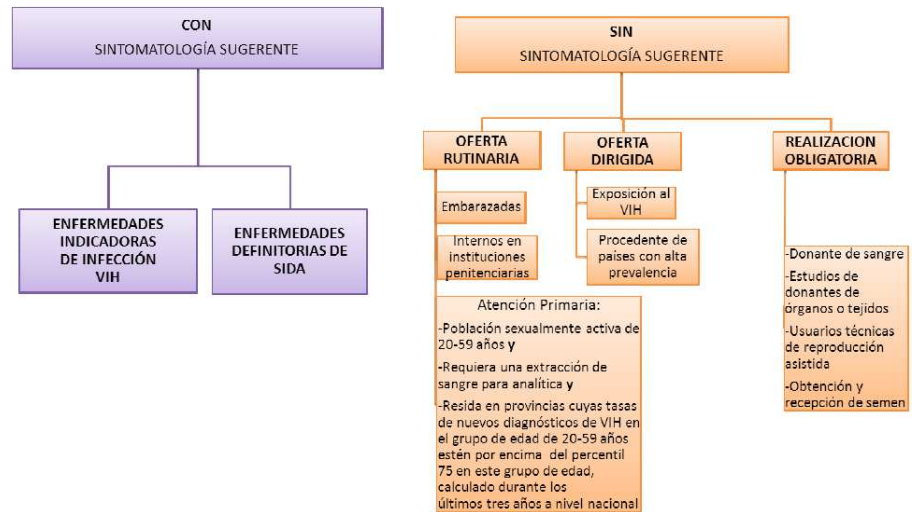 CON
SINTOMATOLOGÍA SUGERENTE
ENFERMEDADES
INDICADORAS
DE INFECCIÓN
VIH
ENFERMEDADES
DEFINITORIAS DE
SIDA
SIN
SINTOMATOLOGÍA SUGERENTE
OFERTA
RUTINARIA
Embarazadas
Internos en
instituciones
penitenciarias
Atención Primaria:
-Población sexualmente activa de
20-59 años y
-Requiera una extracción de
sangre para analítica y
-Resida en provincias cuyas tasas
de nuevos diagnósticos de VIH en
el grupo de edad de 20-59 años
estén por encima del percentil
75 en este grupo de edad,
calculado durante los
últimos tres años a nivel nacional
OFERTA
DIRIGIDA
Exposición al
VIH
Procedente de
países con alta
prevalencia
REALIZACION
OBLIGATORIA
-Donante de sangre
-Estudios de
donantes de
órganos o tejidos
-Usuarios técnicas
de reproducción
asistida
-Obtención y
recepción de semen